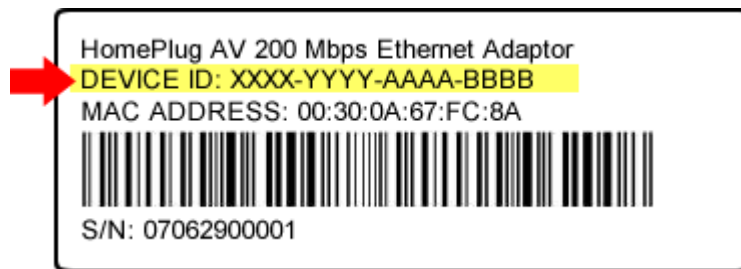 HomePlug AV 200 Mbps Ethernet Adaptor
DEVICE ID: XXXX-YYYY-AAAA-BBBB
MAC ADDRESS: 00:30:0A:67:FC:8A
S/N: 07062900001